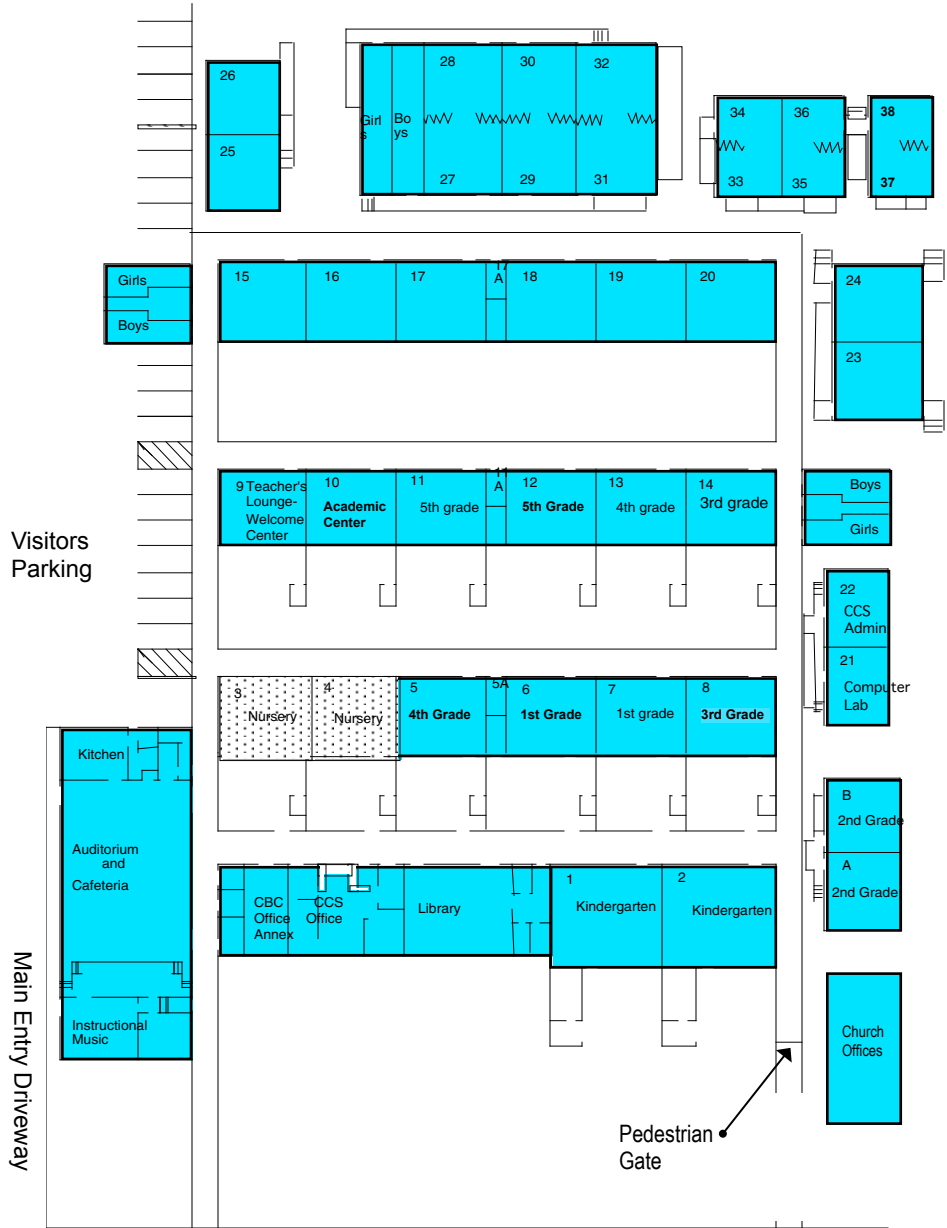 26
25
28
30
32
Girl
s
Bo
ys
27
29
31
34
36
38
33
35
37
Girls
Boys
15
16
17
17
A
18
19
20
24
23
9 Teacher's
Lounge-
Welcome
Center
10
Academic
Center
11
5th grade
11
A
12
5th Grade
13
4th grade
14
3rd grade
Boys
Girls
Visitors
Parking
22
CCS
Admin
21
Computer
Lab
3
Nursery
4
Nursery
5
4th Grade
5A
6
1st Grade
7
1st grade
8
3rd Grade
Kitchen
Auditorium
and
Cafeteria
Instructional
Music
B
2nd Grade
A
2nd Grade
CBC
Office
Annex
CCS
Office
Library
1
Kindergarten
2
Kindergarten
Main Entry Driveway
Church
Offices
Pedestrian
Gate